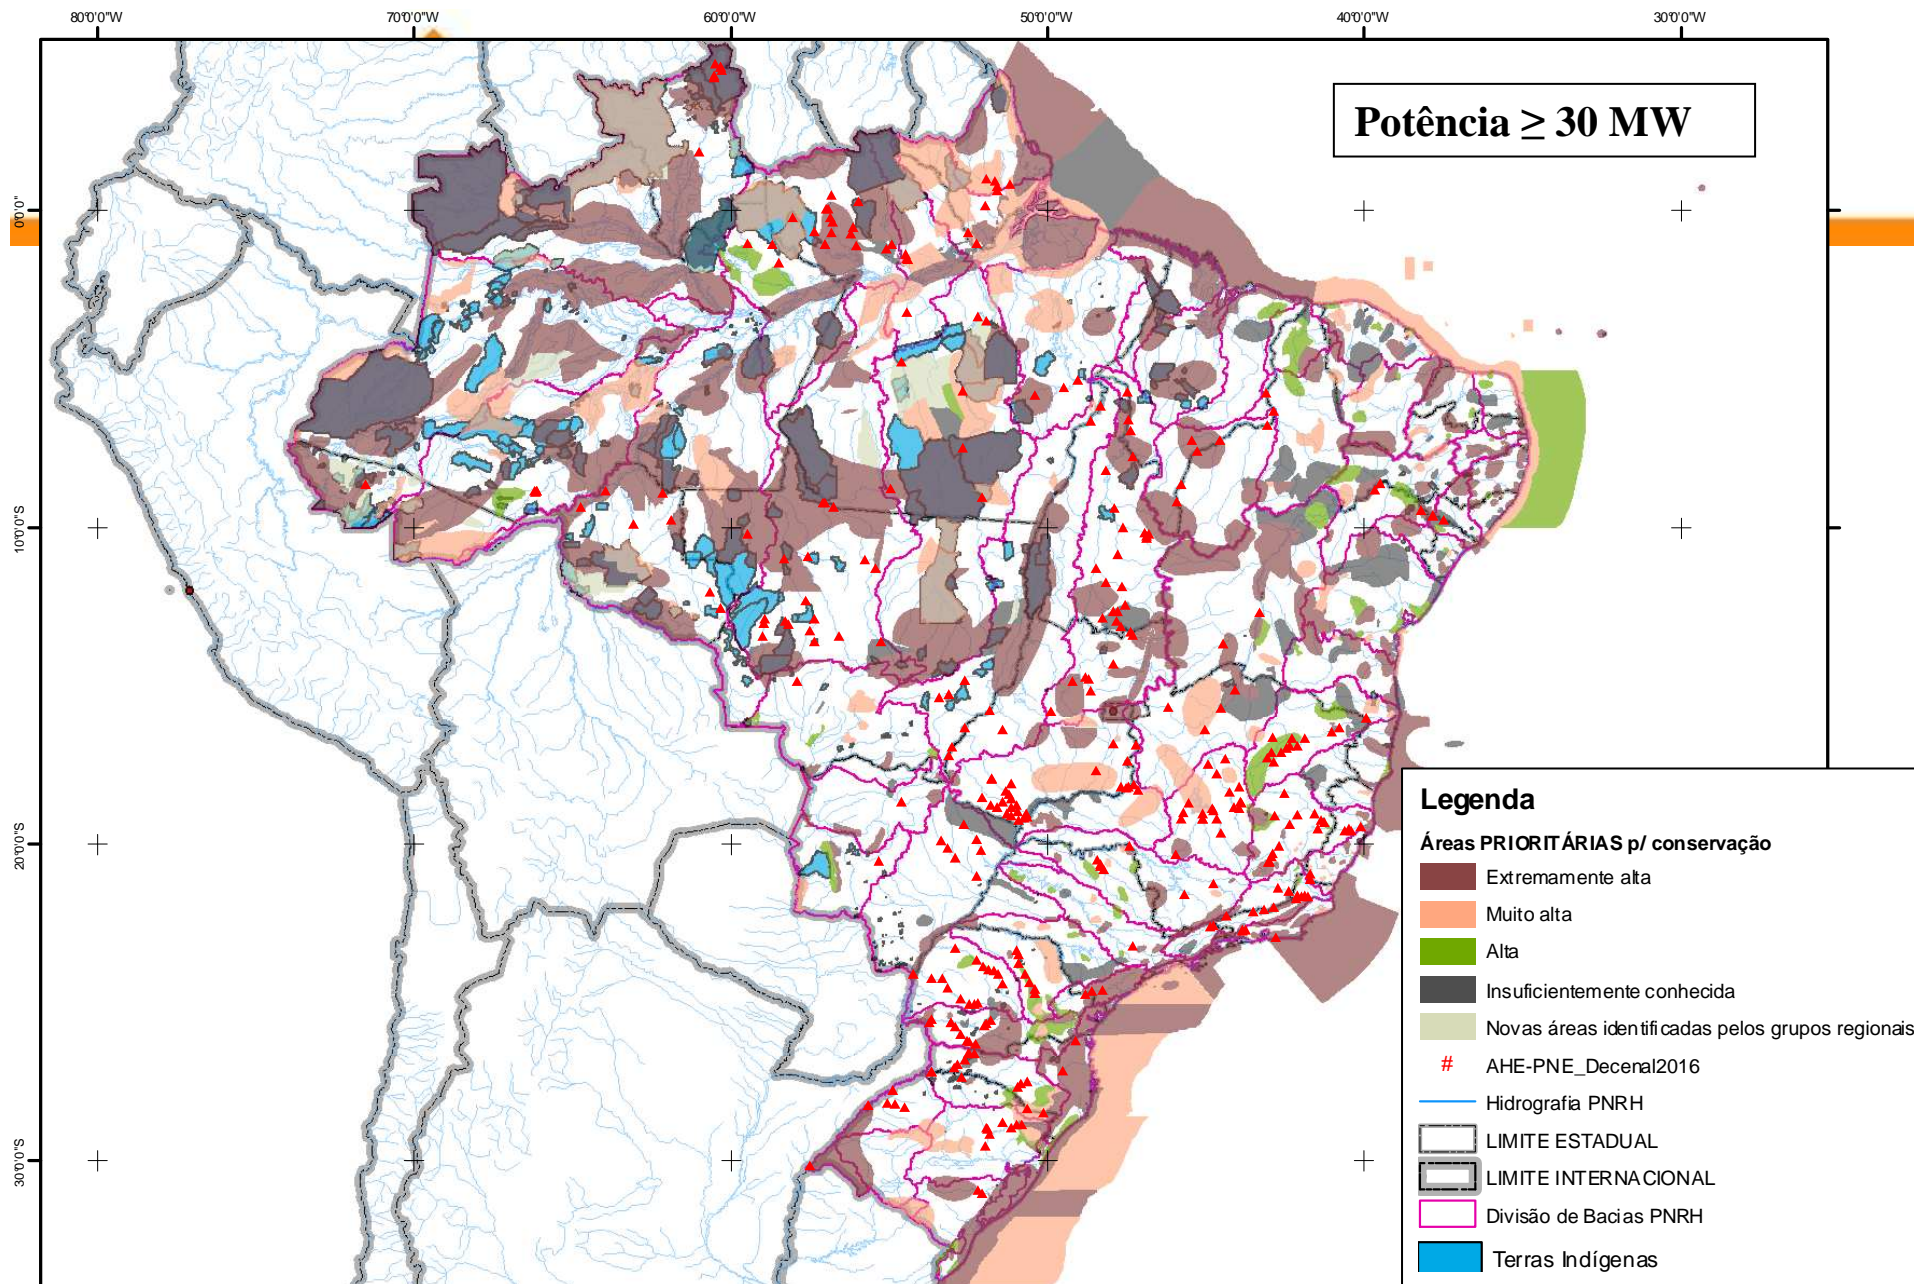 80°0'0"W 70°0'0"W 60°0'0"W 50°0'0"W 40°0'0"W 30°0'0"W
Potência ≥ 30 MW
0°0'0"
10°0'0"S
20°0'0"S
30°0'0"S
Legenda
Áreas PRIORITÁRIAS p/ conservação
Extremamente alta
Muito alta
Alta
Insuficientemente conhecida
Novas áreas identificadas pelos grupos regionais
# AHE-PNE_Decenal2016
Hidrografia PNRH
LIMITE ESTADUAL
LIMITE INTERNACIONAL
Divisão de Bacias PNRH
Terras Indígenas